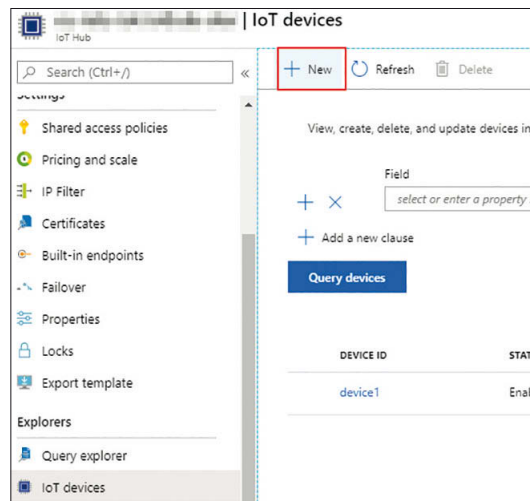 | IoT devices
IoT Hub
Search (Ctrl+/)
«
Shared access policies
Pricing and scale
IP Filter
Certificates
Built-in endpoints
Failover
Properties
Locks
Export template
Explorers
Query explorer
IoT devices
New Refresh Delete
View, create, delete, and update devices in
Field
select or enter a property
Add a new clause
Query devices
DEVICE ID STAT
device1 Enal